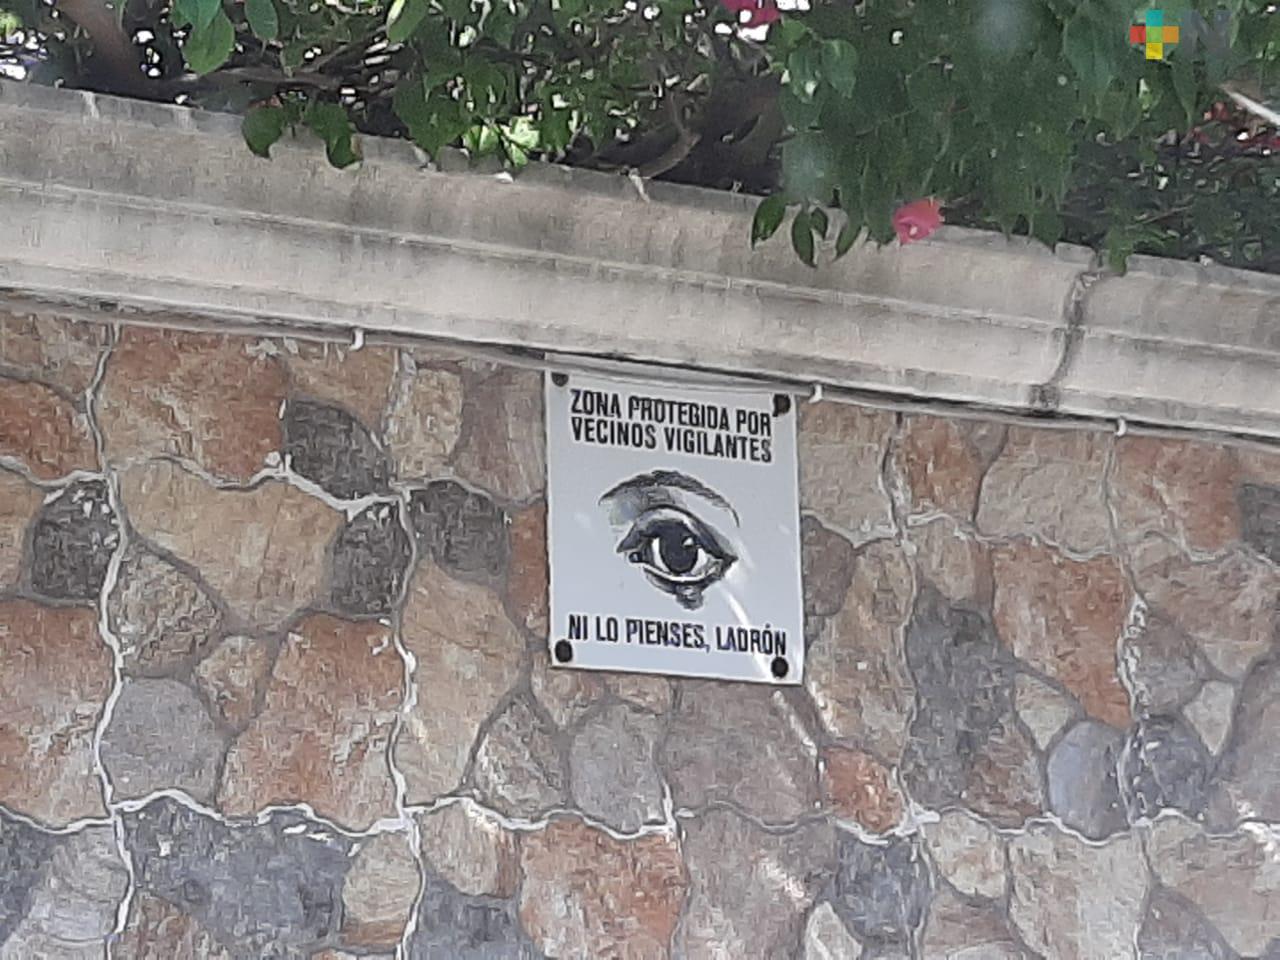 +N
ZONA PROTEGIDA POR
VECINOS VIGILANTES
NI LO PIENSES, LADRÓN